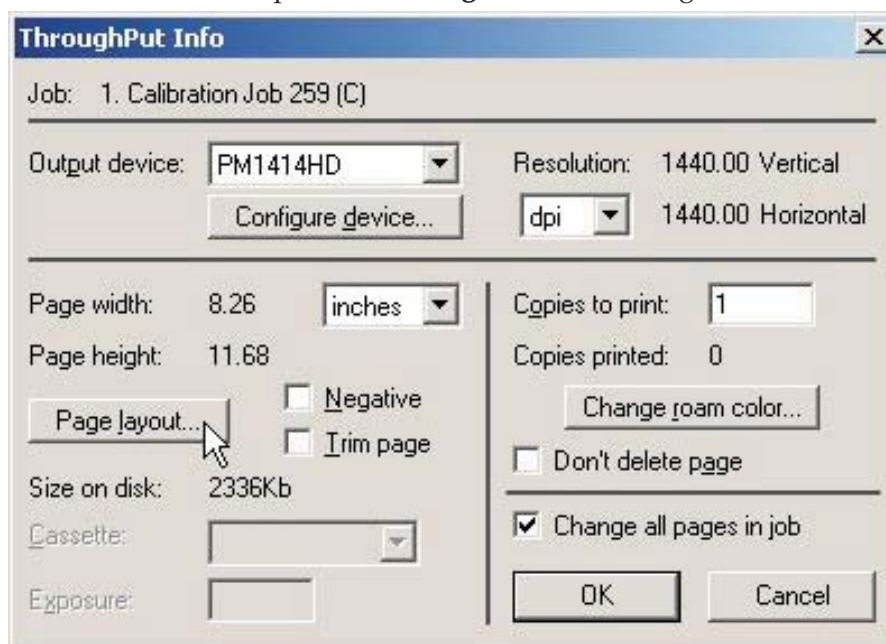 ThroughPut Info
Job: 1. Calibration Job 259 (C)
Output device: PM1414HD
Configure device...
Resolution: 1440.00 Vertical
dpi 1440.00 Horizontal
Page width: 8.26 inches
Page height: 11.68
Page layout...
Negative
Trim page
Size on disk: 2336Kb
Cassette:
Exposure:
Copies to print: 1
Copies printed: 0
Change roam color...
Don't delete page
Change all pages in job
OK Cancel